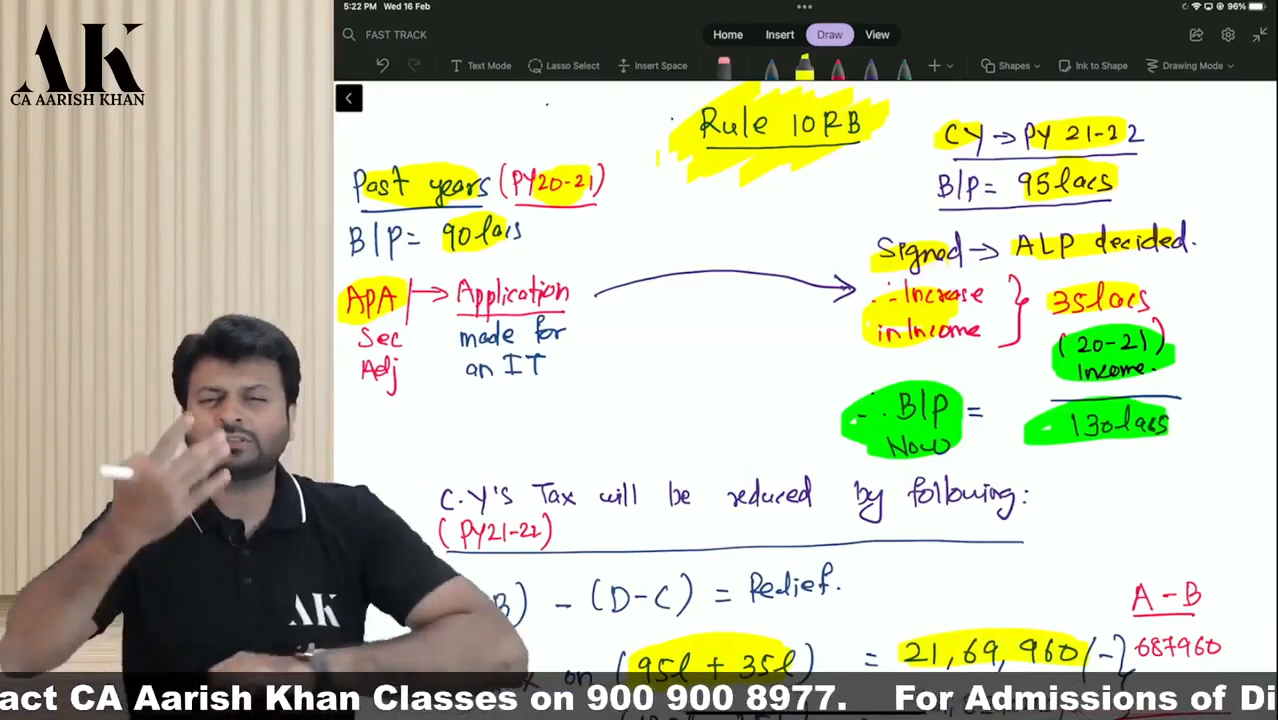 5:22 PM Wed 16 Feb
96%
AK
CA AARISH KHAN
FAST TRACK
Home Insert Draw View
Text Mode Lasso Select Insert Space Shapes Ink to Shape Drawing Mode
Rule 10RB
CY → PY 21-22
B/P = 95 lacs
Past years (PY20-21)
B/P = 90 lacs
Signed → ALP decided.
APA → Application
Sec
Adj
made for
an IT
∴ Increase
in Income
35 lacs
(20-21)
Income.
∴ B/P =
Now
130 lacs
C.Y's Tax will be reduced by following:
(PY21-22)
B) - (D-C) = Relief.
A - B
on (95l + 35l) = 21,69,960 (-)
687960
AK
act CA Aarish Khan Classes on 900 900 8977. For Admissions of Di